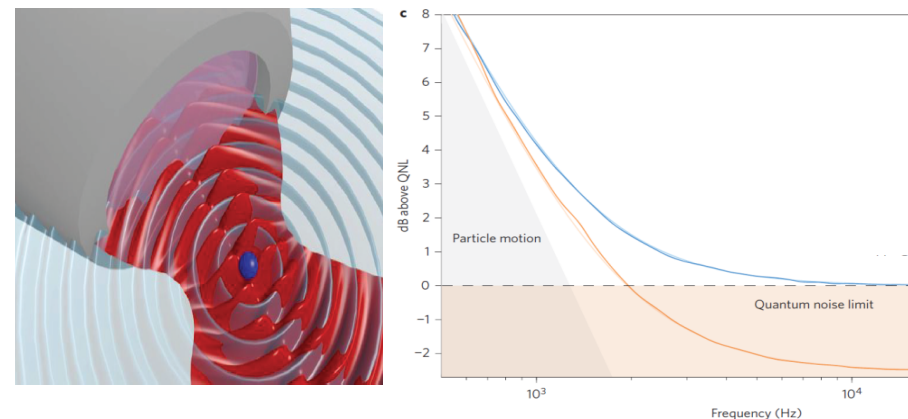 c
8
7
6
5
4
3
2
1
0
−1
−2
dB above QNL
Particle motion
Quantum noise limit
10³
10⁴
Frequency (Hz)